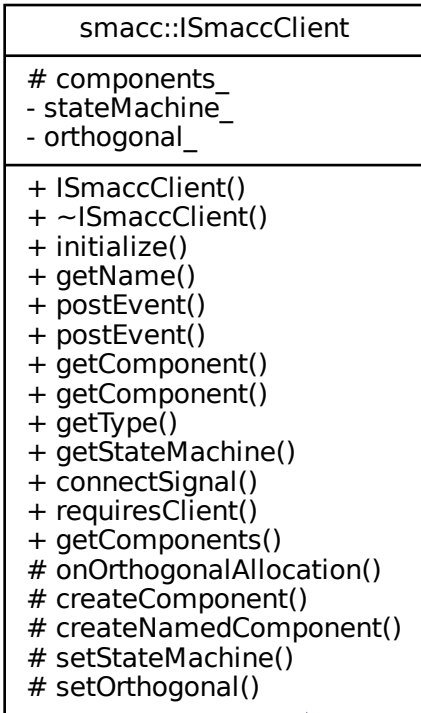 smacc::ISmaccClient
# components_
- stateMachine_
- orthogonal_
+ ISmaccClient()
+ ~ISmaccClient()
+ initialize()
+ getName()
+ postEvent()
+ postEvent()
+ getComponent()
+ getComponent()
+ getType()
+ getStateMachine()
+ connectSignal()
+ requiresClient()
+ getComponents()
# onOrthogonalAllocation()
# createComponent()
# createNamedComponent()
# setStateMachine()
# setOrthogonal()